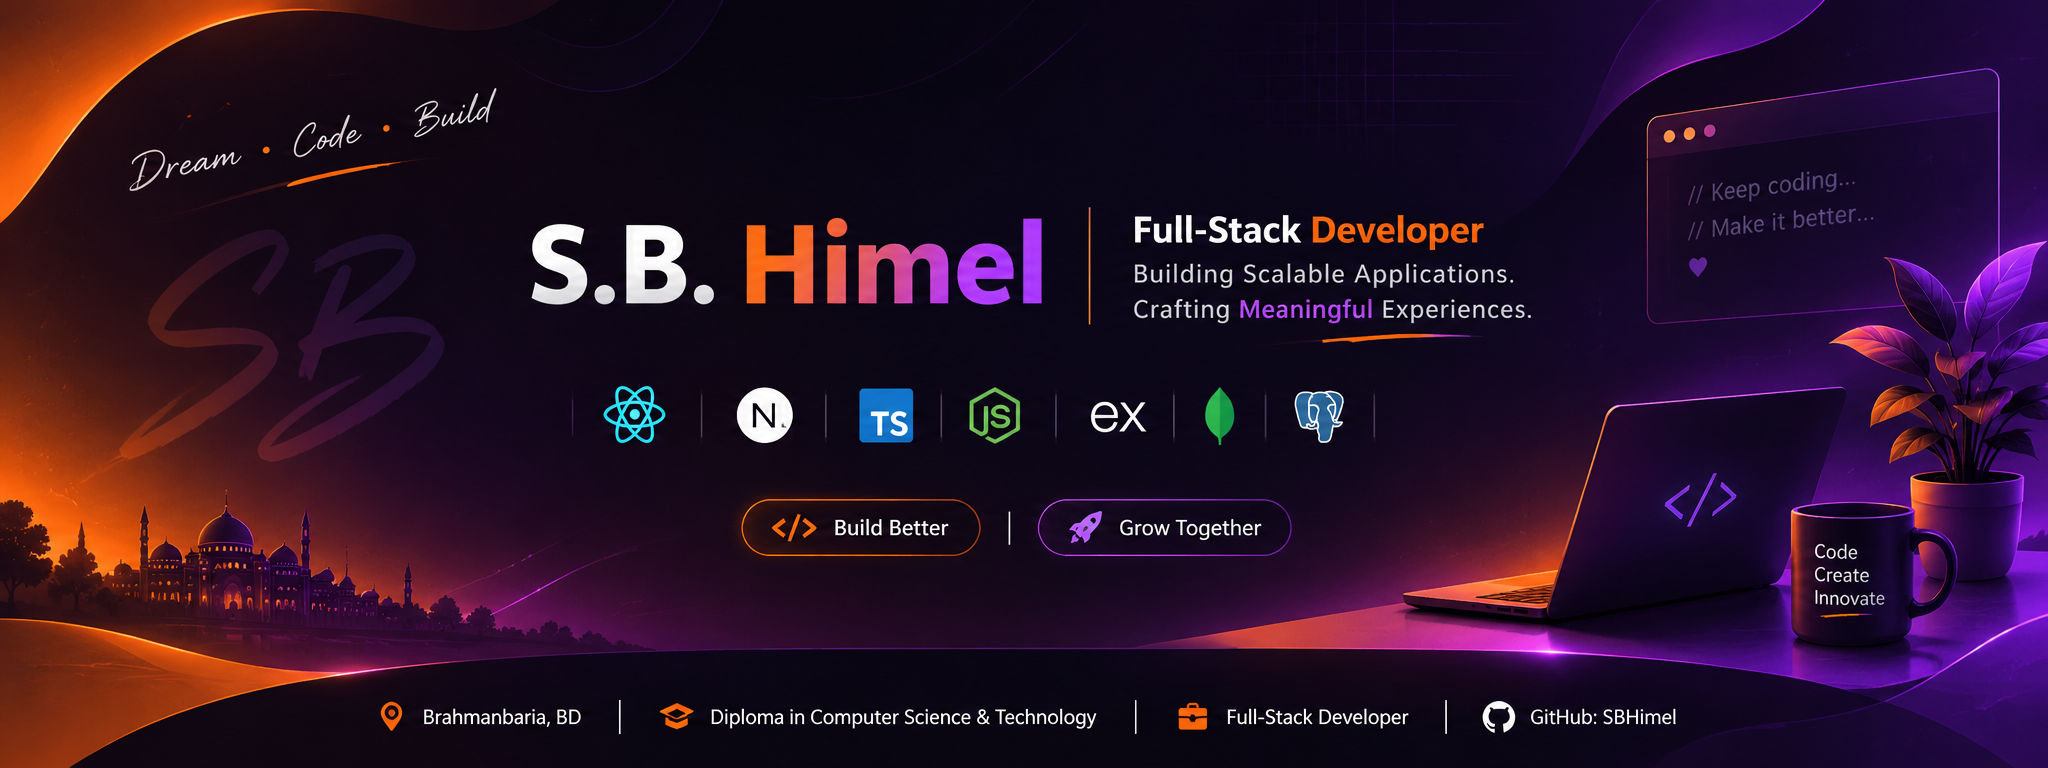 Dream • Code • Build
SB
S.B. Himel
Full-Stack Developer
Building Scalable Applications.
Crafting Meaningful Experiences.
// Keep coding...
// Make it better...
N.
TS
JS
ex
</> Build Better
Grow Together
</>
Code
Create
Innovate
Brahmanbaria, BD
Diploma in Computer Science & Technology
Full-Stack Developer
GitHub: SBHimel